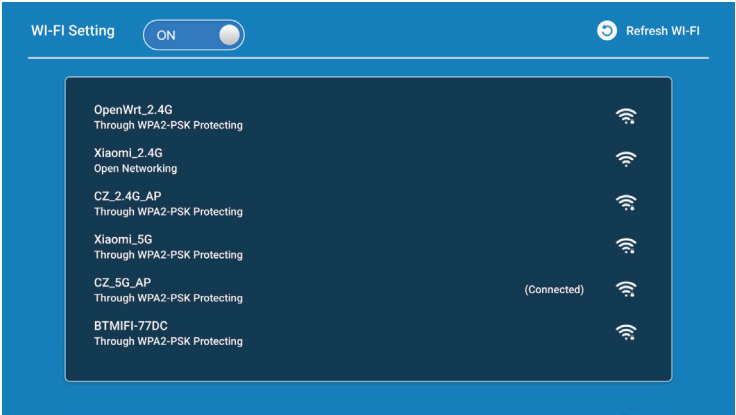 WI-FI Setting
ON
Refresh WI-FI
OpenWrt_2.4G
Through WPA2-PSK Protecting
Xiaomi_2.4G
Open Networking
CZ_2.4G_AP
Through WPA2-PSK Protecting
Xiaomi_5G
Through WPA2-PSK Protecting
CZ_5G_AP
(Connected)
Through WPA2-PSK Protecting
BTMIFI-77DC
Through WPA2-PSK Protecting